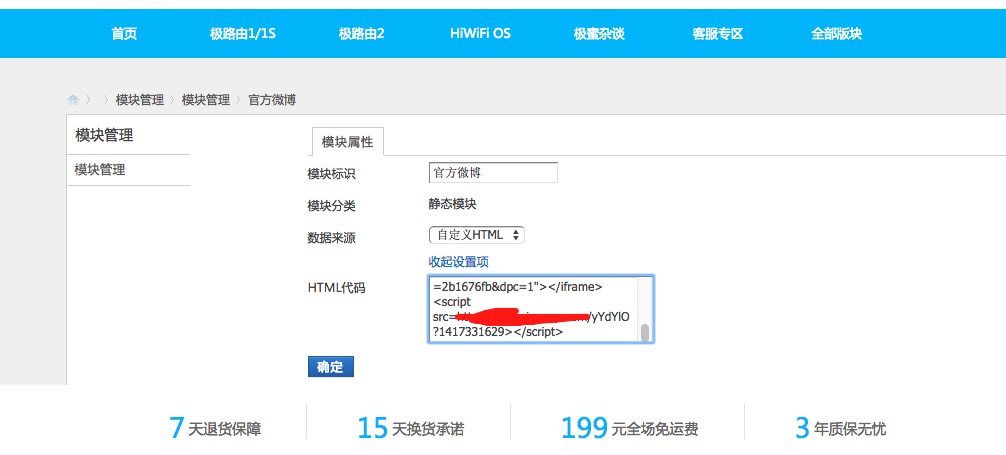 首页 极路由1/1S 极路由2 HiWiFi OS 极蜜杂谈 客服专区 全部版块
模块管理 模块管理 官方微博
模块管理
模块管理
模块属性
模块标识 官方微博
模块分类 静态模块
数据来源 自定义HTML
收起设置项
HTML代码
=2b1676fb&dpc=1"></iframe>
<script
src=/yYdYlO
?1417331629></script>
确定
7 天退货保障 15 天换货承诺 199 元全场免运费 3 年质保无忧